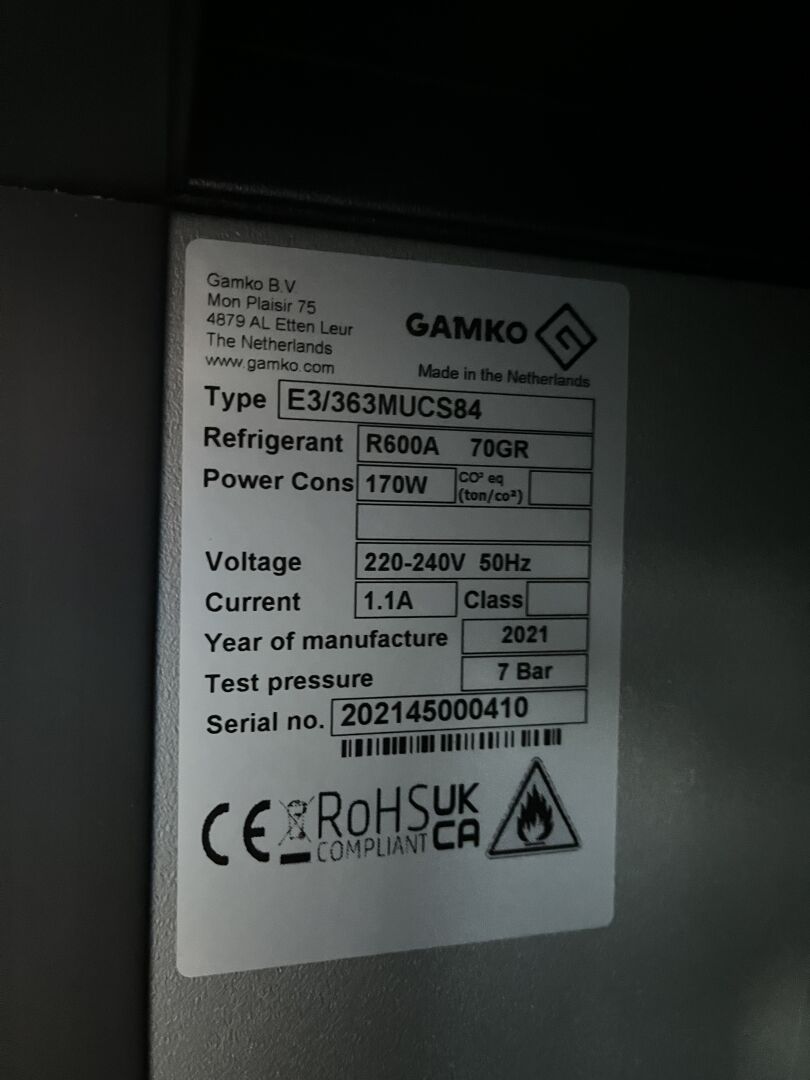 Gamko B.V
Mon Plaisir 75
4879 AL Etten Leur
The Netherlands
www.gamko.com
GAMKO
Made in the Netherlands
Type E3/363MUCS84
Refrigerant R600A 70GR
Power Cons 170W CO² eq (ton/co²)
Voltage 220-240V 50Hz
Current 1.1A Class
Year of manufacture 2021
Test pressure 7 Bar
Serial no. 202145000410
CE RoHS UK
COMPLIANT CA